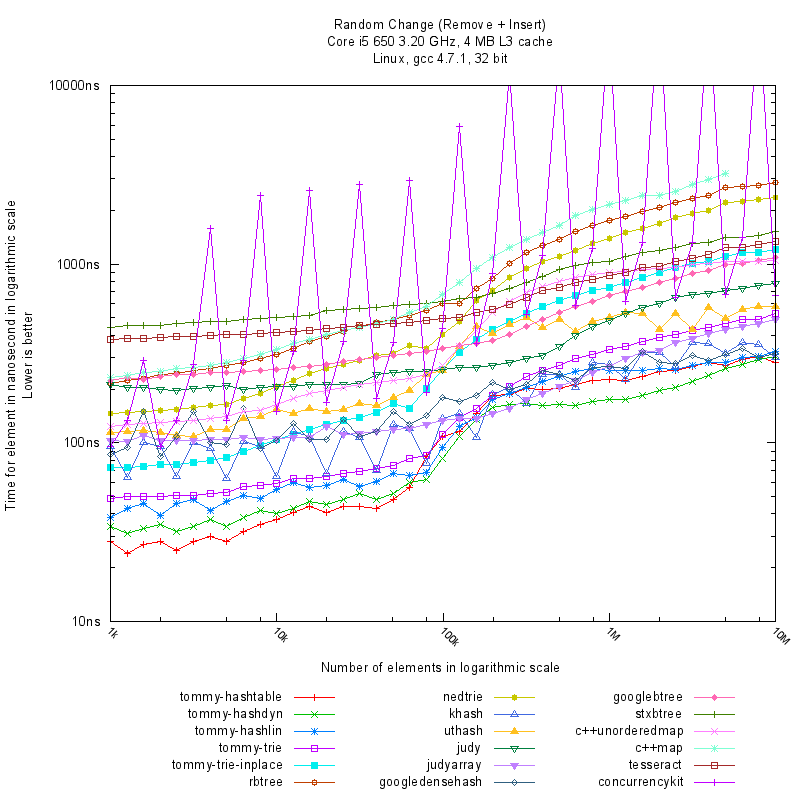 Random Change (Remove + Insert)
Core i5 650 3.20 GHz, 4 MB L3 cache
Linux, gcc 4.7.1, 32 bit
10000ns
1000ns
100ns
10ns
Time for element in nanosecond in logarithmic scale
Lower is better
1k
10k
100k
1M
10M
Number of elements in logarithmic scale
tommy-hashtable
tommy-hashdyn
tommy-hashlin
tommy-trie
tommy-trie-inplace
rbtree
nedtrie
khash
uthash
judy
judyarray
googledensehash
googlebtree
stxbtree
c++unorderedmap
c++map
tesseract
concurrencykit